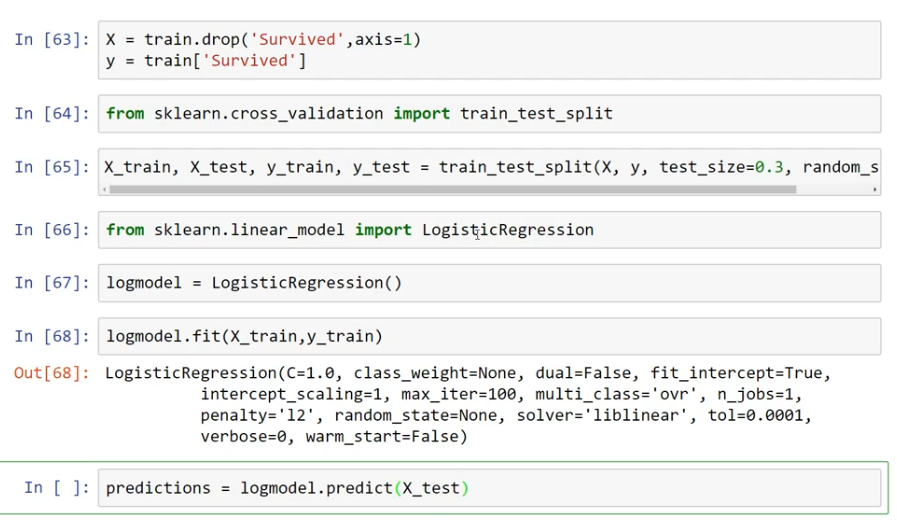 In [63]: X = train.drop('Survived',axis=1)
y = train['Survived']
In [64]: from sklearn.cross_validation import train_test_split
In [65]: X_train, X_test, y_train, y_test = train_test_split(X, y, test_size=0.3, random_s
In [66]: from sklearn.linear_model import LogisticRegression
In [67]: logmodel = LogisticRegression()
In [68]: logmodel.fit(X_train,y_train)
Out[68]: LogisticRegression(C=1.0, class_weight=None, dual=False, fit_intercept=True,
intercept_scaling=1, max_iter=100, multi_class='ovr', n_jobs=1,
penalty='l2', random_state=None, solver='liblinear', tol=0.0001,
verbose=0, warm_start=False)
In [ ]: predictions = logmodel.predict(X_test)